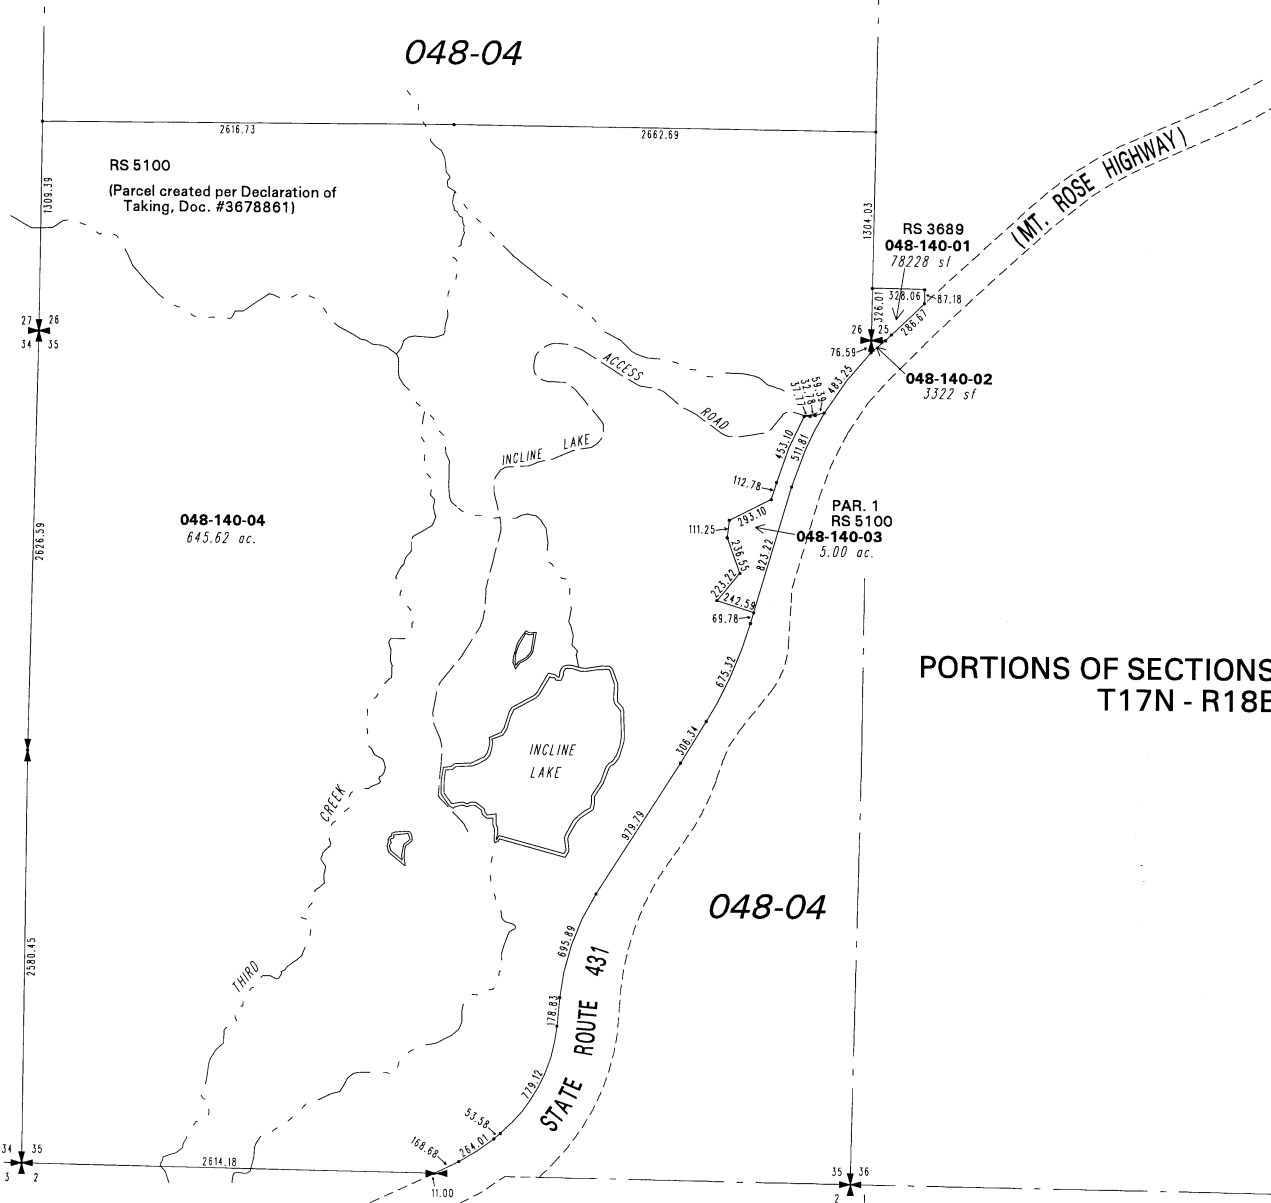 048-04
2616.73
2662.69
RS 5100
(Parcel created per Declaration of
Taking, Doc. #3678861)
1309.39
1304.03
(MT. ROSE HIGHWAY)
RS 3689
048-140-01
78228 sf
328.06
87.18
326.01
286.67
27 26
34 35
26 25
76.59
048-140-02
3322 sf
483.25
59.39
32.78
37.77
ACCESS
ROAD
INCLINE LAKE
453.10
511.81
112.78
293.10
111.25
PAR. 1
RS 5100
048-140-03
5.00 ac.
048-140-04
645.62 ac.
2626.59
236.55
823.22
223.22
242.59
69.78
675.32
PORTIONS OF SECTIONS
T17N - R18E
306.34
INCLINE
LAKE
CREEK
979.79
048-04
695.89
2580.45
THIRD
178.83
STATE ROUTE 431
779.12
53.58
264.01
168.68
34 35
3 2
2614.18
11.00
35 36
2